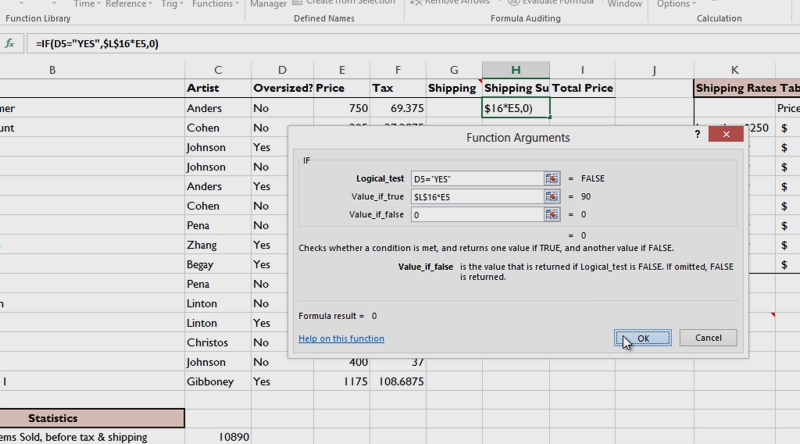 Time Reference Trig Functions Manager Create from Selection Remove Arrows Evaluate Formula Window Options
Function Library Defined Names Formula Auditing Calculation
fx =IF(D5="YES",$L$16*E5,0)
B C D E F G H I J K
Artist Oversized? Price Tax Shipping Shipping Su Total Price Shipping Rates Tab
mer Anders No 750 69.375 $16*E5,0) Price
unt Cohen No 250 $
Johnson Yes $
Johnson No $
Anders Yes $
Cohen No $
Pena No $
Zhang Yes $
Begay Yes $
Pena No
n Linton No
Linton Yes
Christos No
Johnson No 400 37
l Gibboney Yes 1175 108.6875
Statistics
ems Sold, before tax & shipping 10890
Function Arguments ? x
IF
Logical_test D5="YES" = FALSE
Value_if_true $L$16*E5 = 90
Value_if_false 0 = 0
= 0
Checks whether a condition is met, and returns one value if TRUE, and another value if FALSE.
Value_if_false is the value that is returned if Logical_test is FALSE. If omitted, FALSE
is returned.
Formula result = 0
Help on this function OK Cancel